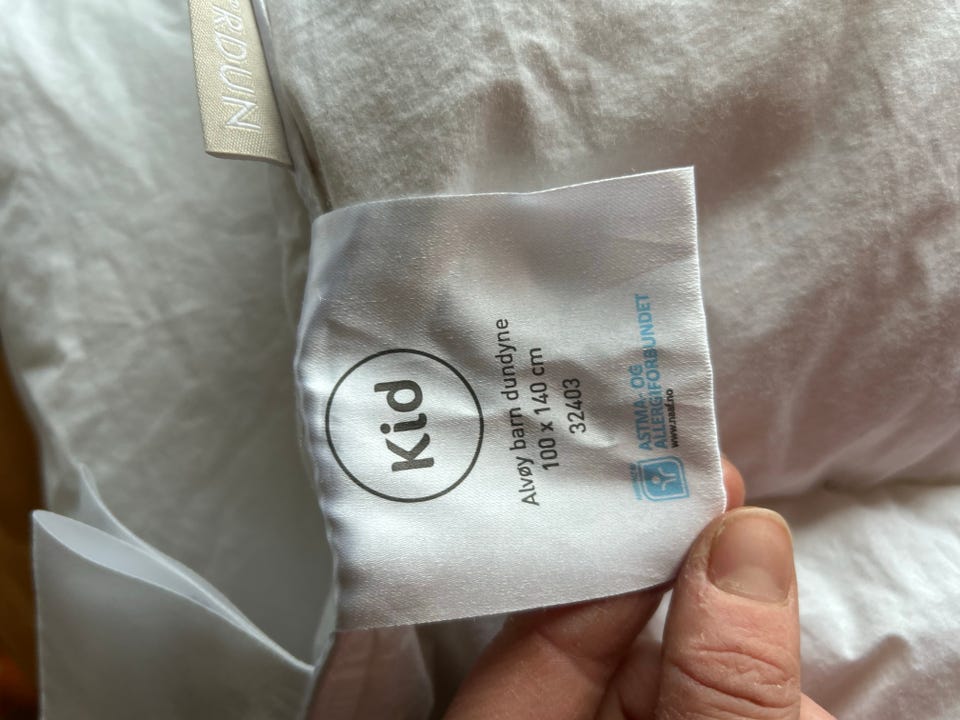 Kid
Alvøy barn dundyne
100 x 140 cm
32403
ASTMA- OG
ALLERGIFORBUNDET
www.naaf.no